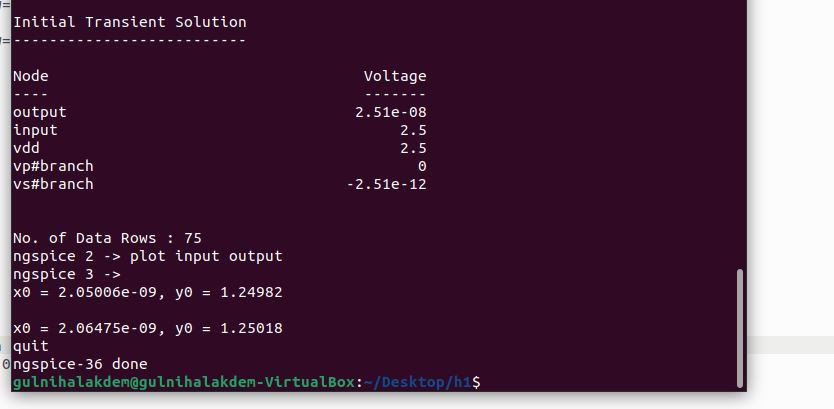 Initial Transient Solution
--------------------------
Node Voltage
---- -------
output 2.51e-08
input 2.5
vdd 2.5
vp#branch 0
vs#branch -2.51e-12
No. of Data Rows : 75
ngspice 2 -> plot input output
ngspice 3 ->
x0 = 2.05006e-09, y0 = 1.24982
x0 = 2.06475e-09, y0 = 1.25018
quit
ngspice-36 done
gulnihalakdem@gulnihalakdem-VirtualBox:~/Desktop/h1$